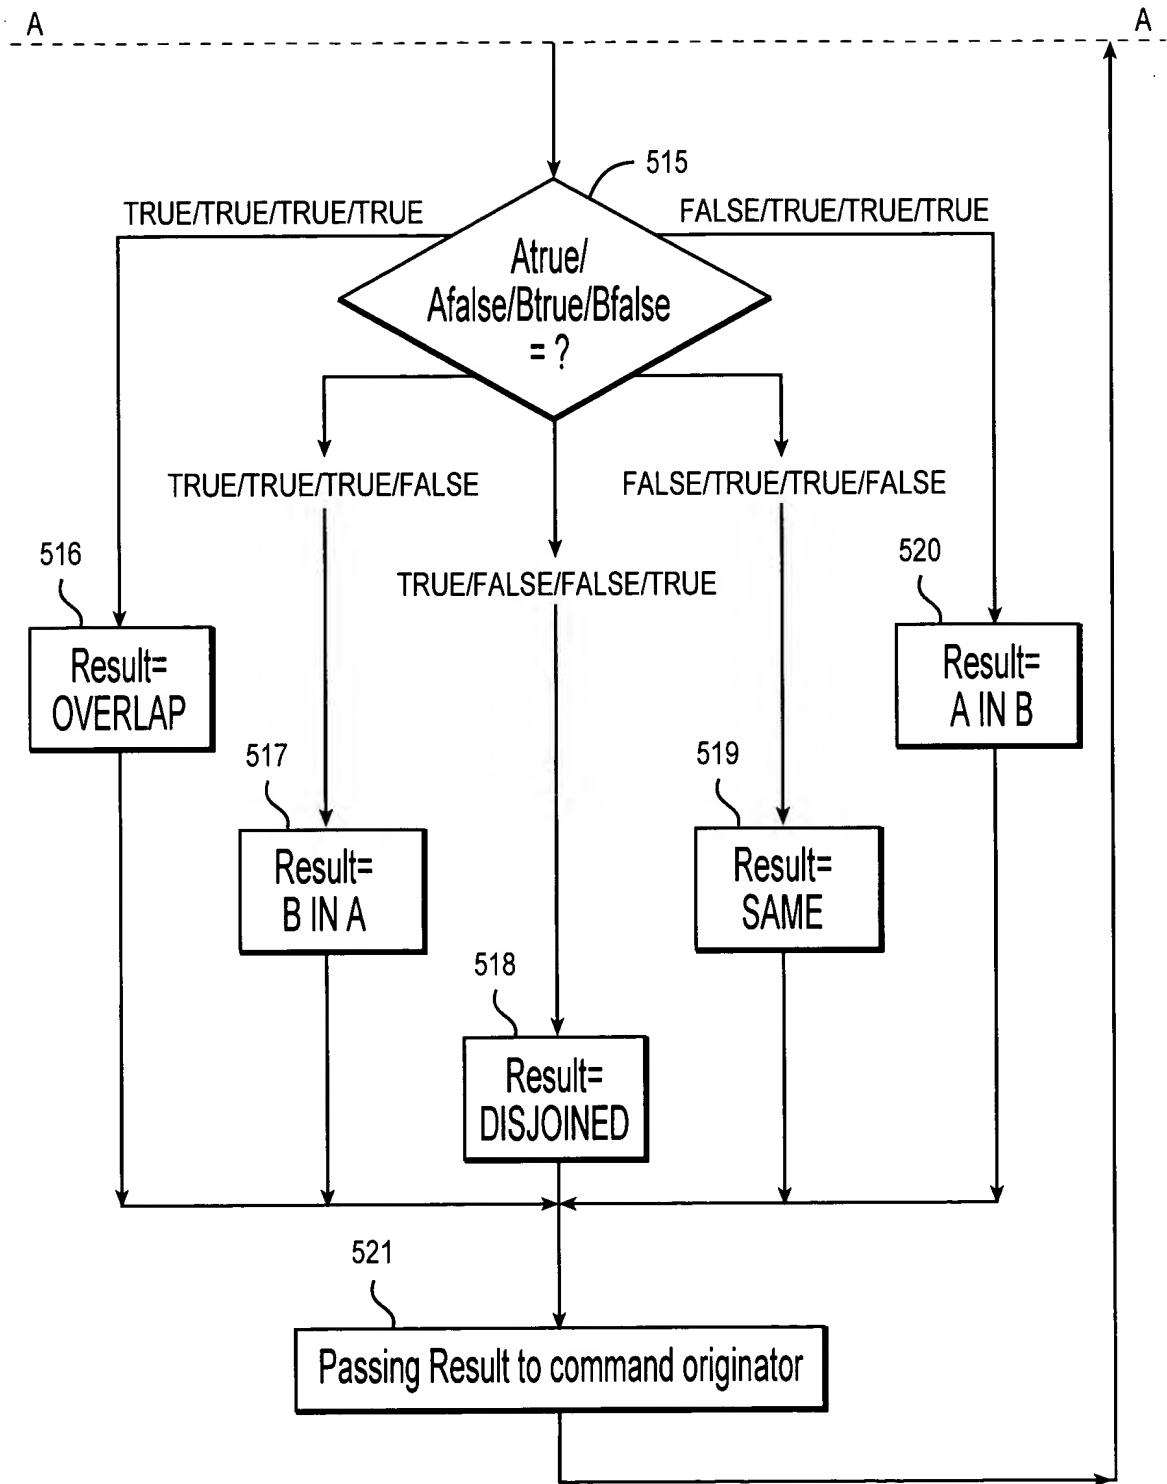 A
A
515
TRUE/TRUE/TRUE/TRUE
FALSE/TRUE/TRUE/TRUE
Atrue/
Afalse/Btrue/Bfalse
= ?
TRUE/TRUE/TRUE/FALSE
FALSE/TRUE/TRUE/FALSE
TRUE/FALSE/FALSE/TRUE
516
Result=
OVERLAP
520
Result=
A IN B
517
Result=
B IN A
519
Result=
SAME
518
Result=
DISJOINED
521
Passing Result to command originator